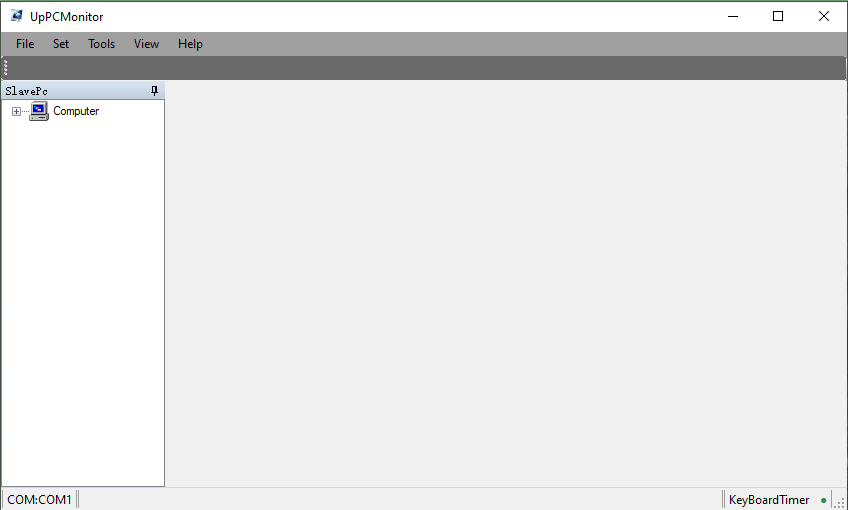 UpPCMonitor
File Set Tools View Help
SlavePc
Computer
COM:COM1 KeyBoardTimer